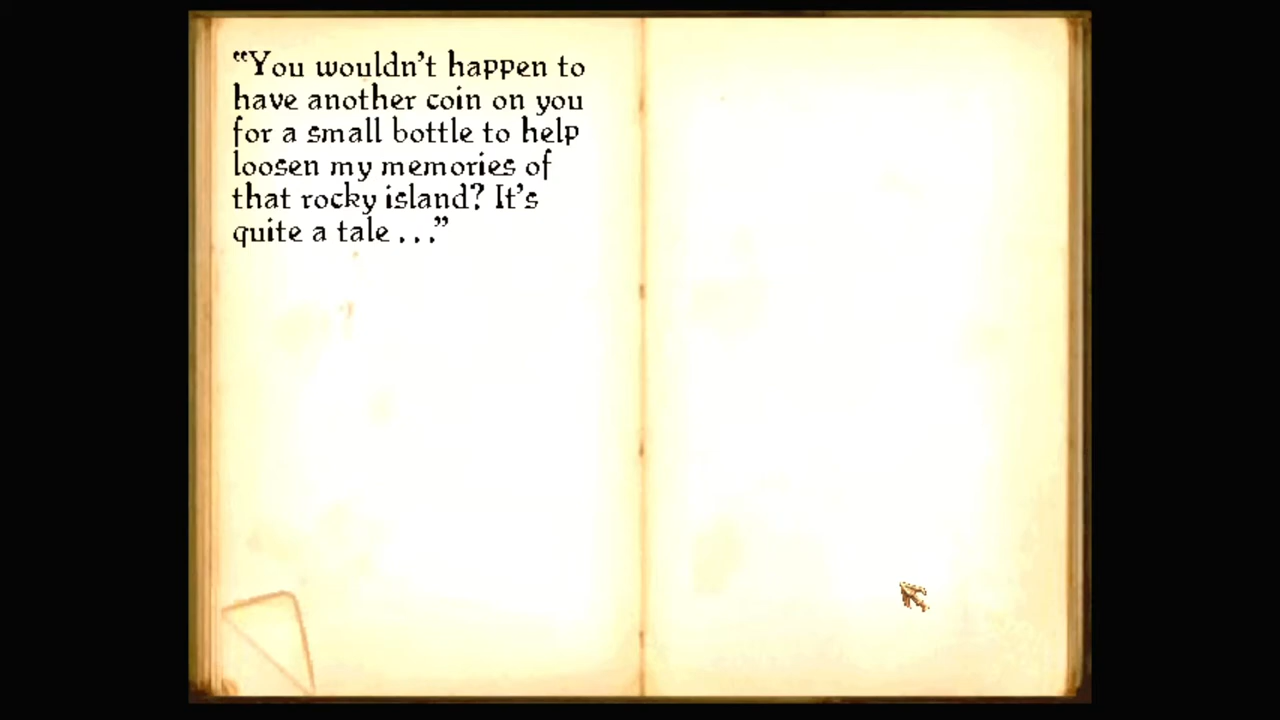 “You wouldn’t happen to
have another coin on you
for a small bottle to help
loosen my memories of
that rocky island? It’s
quite a tale . . .”